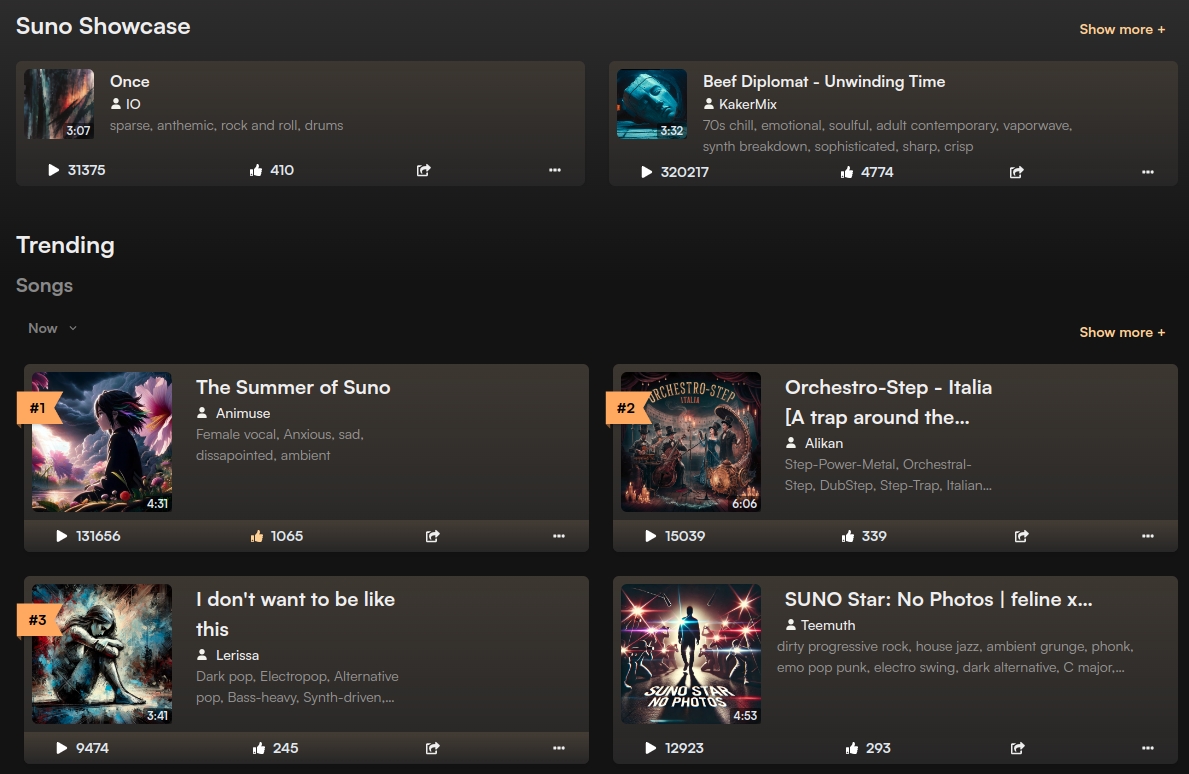 Suno Showcase
Show more +
Once
IO
sparse, anthemic, rock and roll, drums
3:07
31375
410
Beef Diplomat - Unwinding Time
KakerMix
70s chill, emotional, soulful, adult contemporary, vaporwave,
synth breakdown, sophisticated, sharp, crisp
3:32
320217
4774
Trending
Songs
Now
Show more +
#1
The Summer of Suno
Animuse
Female vocal, Anxious, sad,
dissapointed, ambient
4:31
131656
1065
#2
ORCHESTRO-STEP
ITALIA
Orchestro-Step - Italia
[A trap around the...
Alikan
Step-Power-Metal, Orchestral-
Step, DubStep, Step-Trap, Italian...
6:06
15039
339
#3
I don't want to be like
this
Lerissa
Dark pop, Electropop, Alternative
pop, Bass-heavy, Synth-driven,...
3:41
9474
245
SUNO STAR
NO PHOTOS
SUNO Star: No Photos | feline x...
Teemuth
dirty progressive rock, house jazz, ambient grunge, phonk,
emo pop punk, electro swing, dark alternative, C major,...
4:53
12923
293